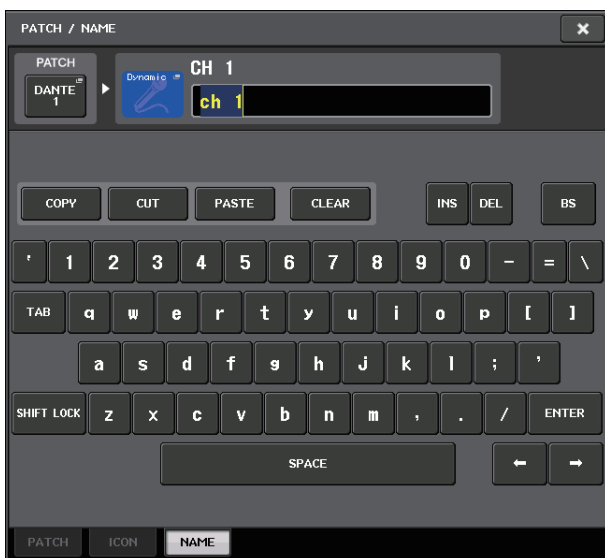 PATCH / NAME ×
PATCH
DANTE 1
Dynamic
CH 1
ch 1
COPY CUT PASTE CLEAR INS DEL BS
' 1 2 3 4 5 6 7 8 9 0 - = \
TAB q w e r t y u i o p [ ]
a s d f g h j k l ; '
SHIFT LOCK z x c v b n m , . / ENTER
SPACE ← →
PATCH ICON NAME